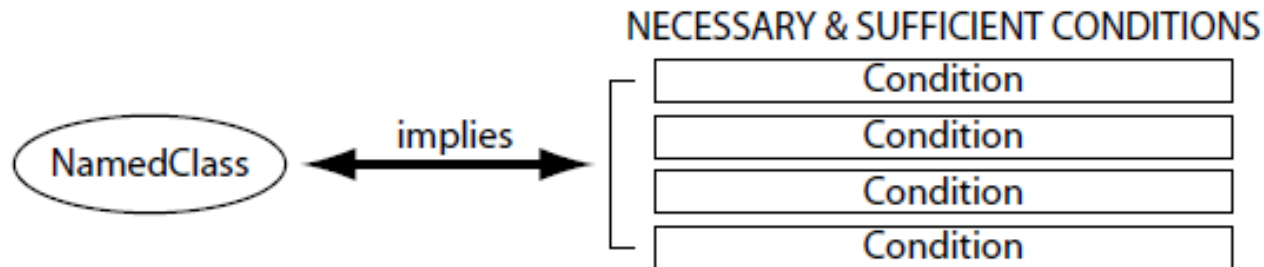 NECESSARY & SUFFICIENT CONDITIONS
Condition
implies
Condition
NamedClass
Condition
Condition